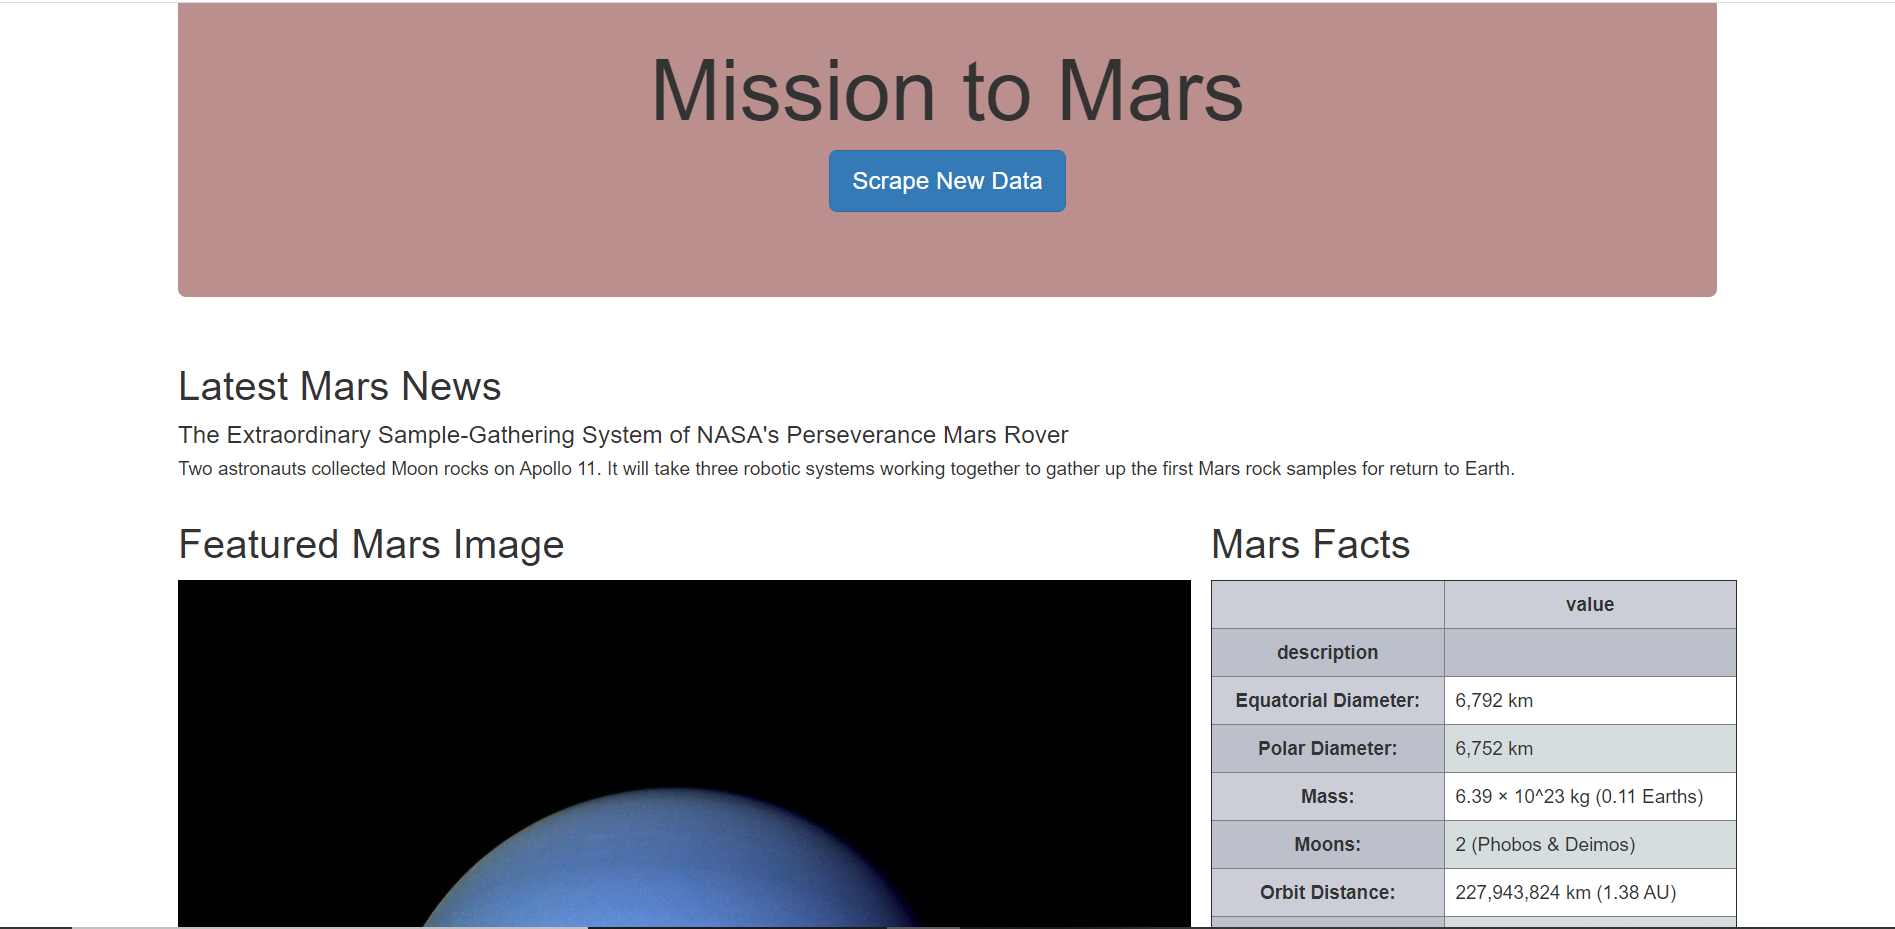 Mission to Mars
Scrape New Data
Latest Mars News
The Extraordinary Sample-Gathering System of NASA's Perseverance Mars Rover
Two astronauts collected Moon rocks on Apollo 11. It will take three robotic systems working together to gather up the first Mars rock samples for return to Earth.
Featured Mars Image
Mars Facts
value
description
Equatorial Diameter: 6,792 km
Polar Diameter: 6,752 km
Mass: 6.39 × 10^23 kg (0.11 Earths)
Moons: 2 (Phobos & Deimos)
Orbit Distance: 227,943,824 km (1.38 AU)